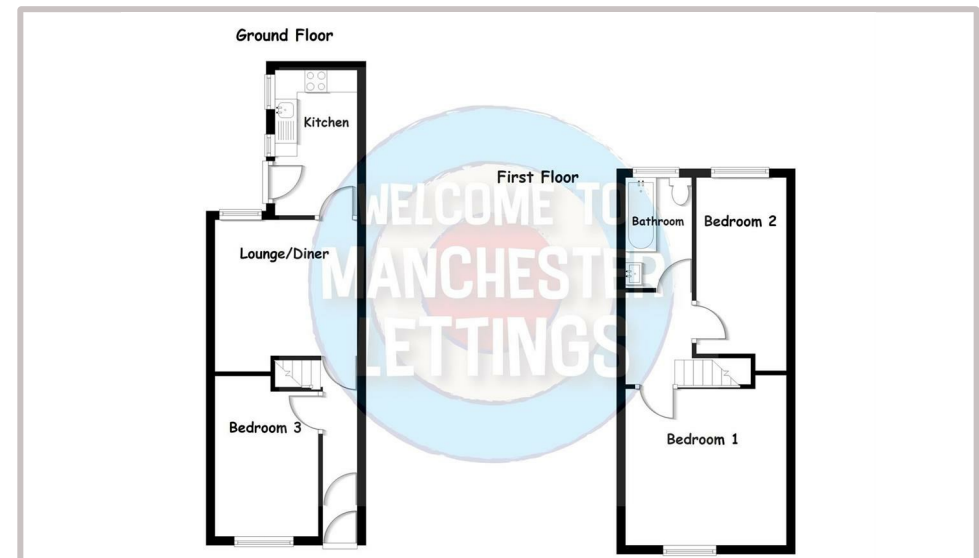 Ground Floor
Kitchen
Lounge/Diner
Bedroom 3
First Floor
Bathroom
Bedroom 2
Bedroom 1
WELCOME TO
MANCHESTER
LETTINGS